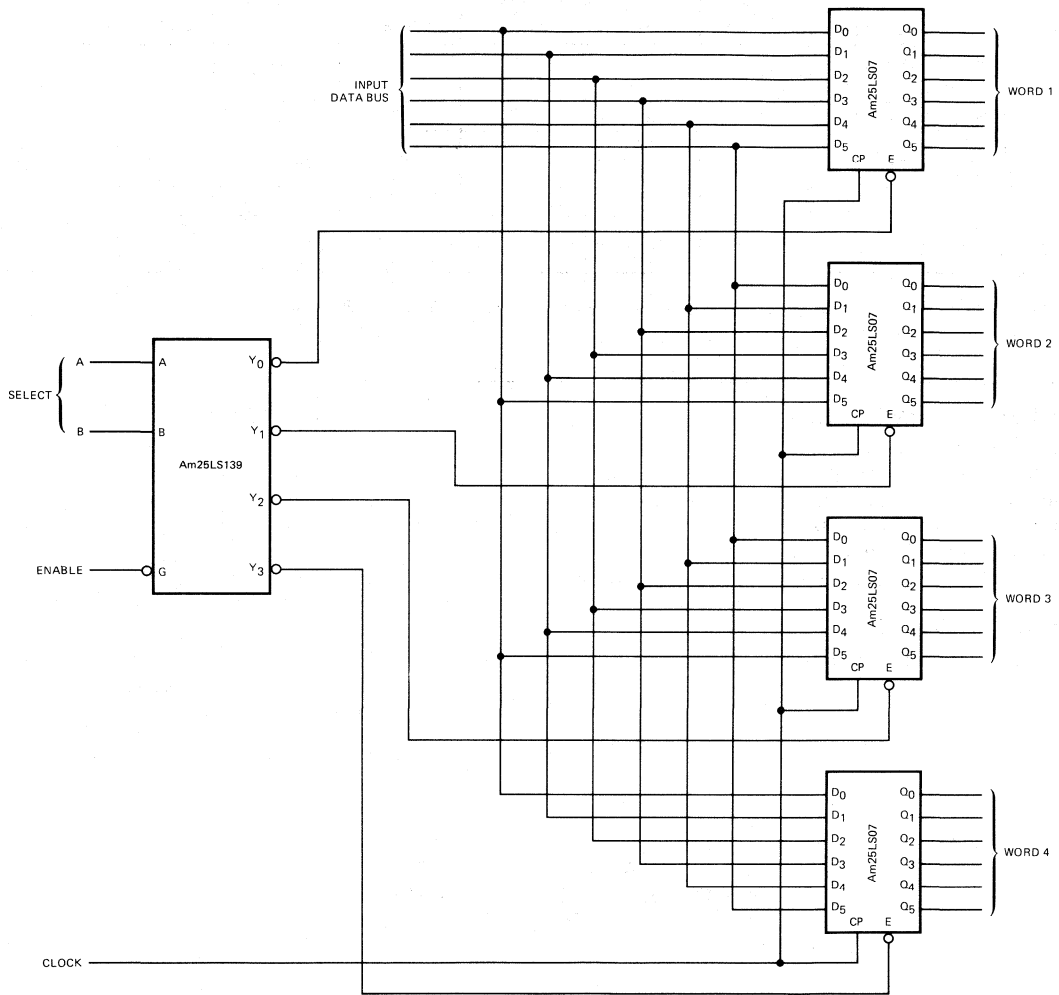 INPUT
DATA BUS
D0 Q0
D1 Q1
D2 Q2
D3 Q3
D4 Q4
D5 Q5
CP E
Am25LS07
WORD 1
D0 Q0
D1 Q1
D2 Q2
D3 Q3
D4 Q4
D5 Q5
CP E
Am25LS07
WORD 2
SELECT
A
B
ENABLE
A Y0
B Y1
Am25LS139
Y2
G Y3
D0 Q0
D1 Q1
D2 Q2
D3 Q3
D4 Q4
D5 Q5
CP E
Am25LS07
WORD 3
D0 Q0
D1 Q1
D2 Q2
D3 Q3
D4 Q4
D5 Q5
CP E
Am25LS07
WORD 4
CLOCK